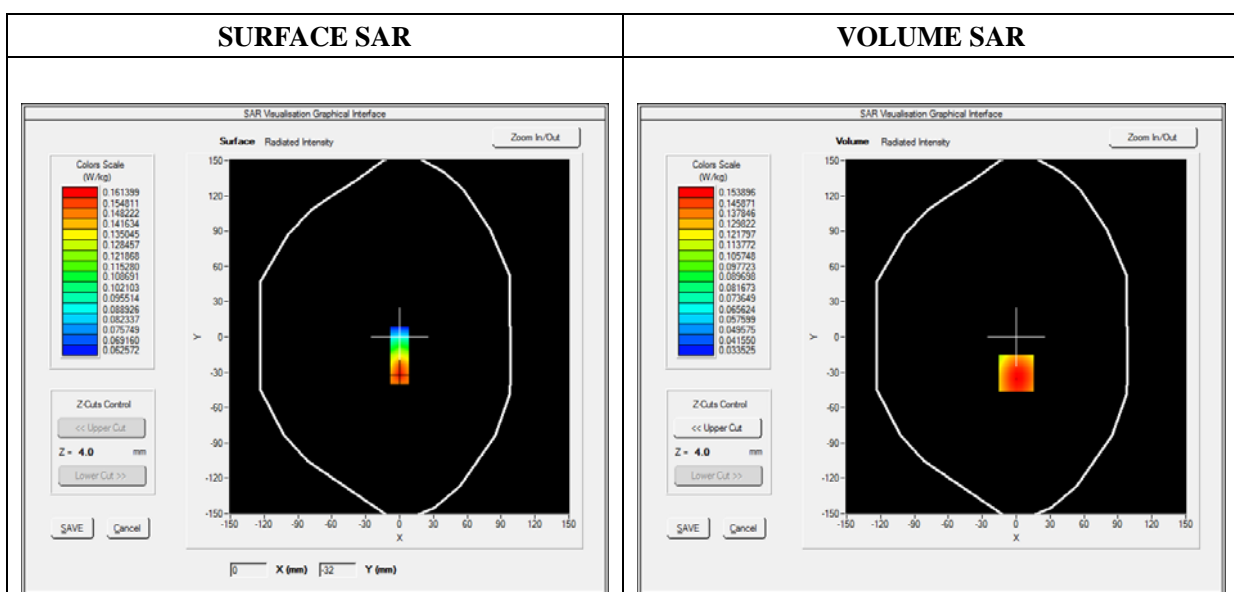 SURFACE SAR
VOLUME SAR
SAR Visualisation Graphical Interface
Surface Radiated Intensity
Zoom In/Out
Colors Scale
(W/kg)
0.161399
0.154811
0.148222
0.141634
0.135045
0.128457
0.121868
0.115280
0.108691
0.102103
0.095514
0.088926
0.082337
0.075749
0.069160
0.062572
Z-Cuts Control
<< Upper Cut
Z = 4.0 mm
Lower Cut >>
SAVE Cancel
150
120
90
60
30
0
-30
-60
-90
-120
-150
Y
-150 -120 -90 -60 -30 0 30 60 90 120 150
X
0 X (mm) -32 Y (mm)
SAR Visualisation Graphical Interface
Volume Radiated Intensity
Zoom In/Out
Colors Scale
(W/kg)
0.153896
0.145871
0.137846
0.129822
0.121797
0.113772
0.105748
0.097723
0.089698
0.081673
0.073649
0.065624
0.057599
0.049575
0.041550
0.033525
Z-Cuts Control
<< Upper Cut
Z = 4.0 mm
Lower Cut >>
SAVE Cancel
150
120
90
60
30
0
-30
-60
-90
-120
-150
Y
-150 -120 -90 -60 -30 0 30 60 90 120 150
X